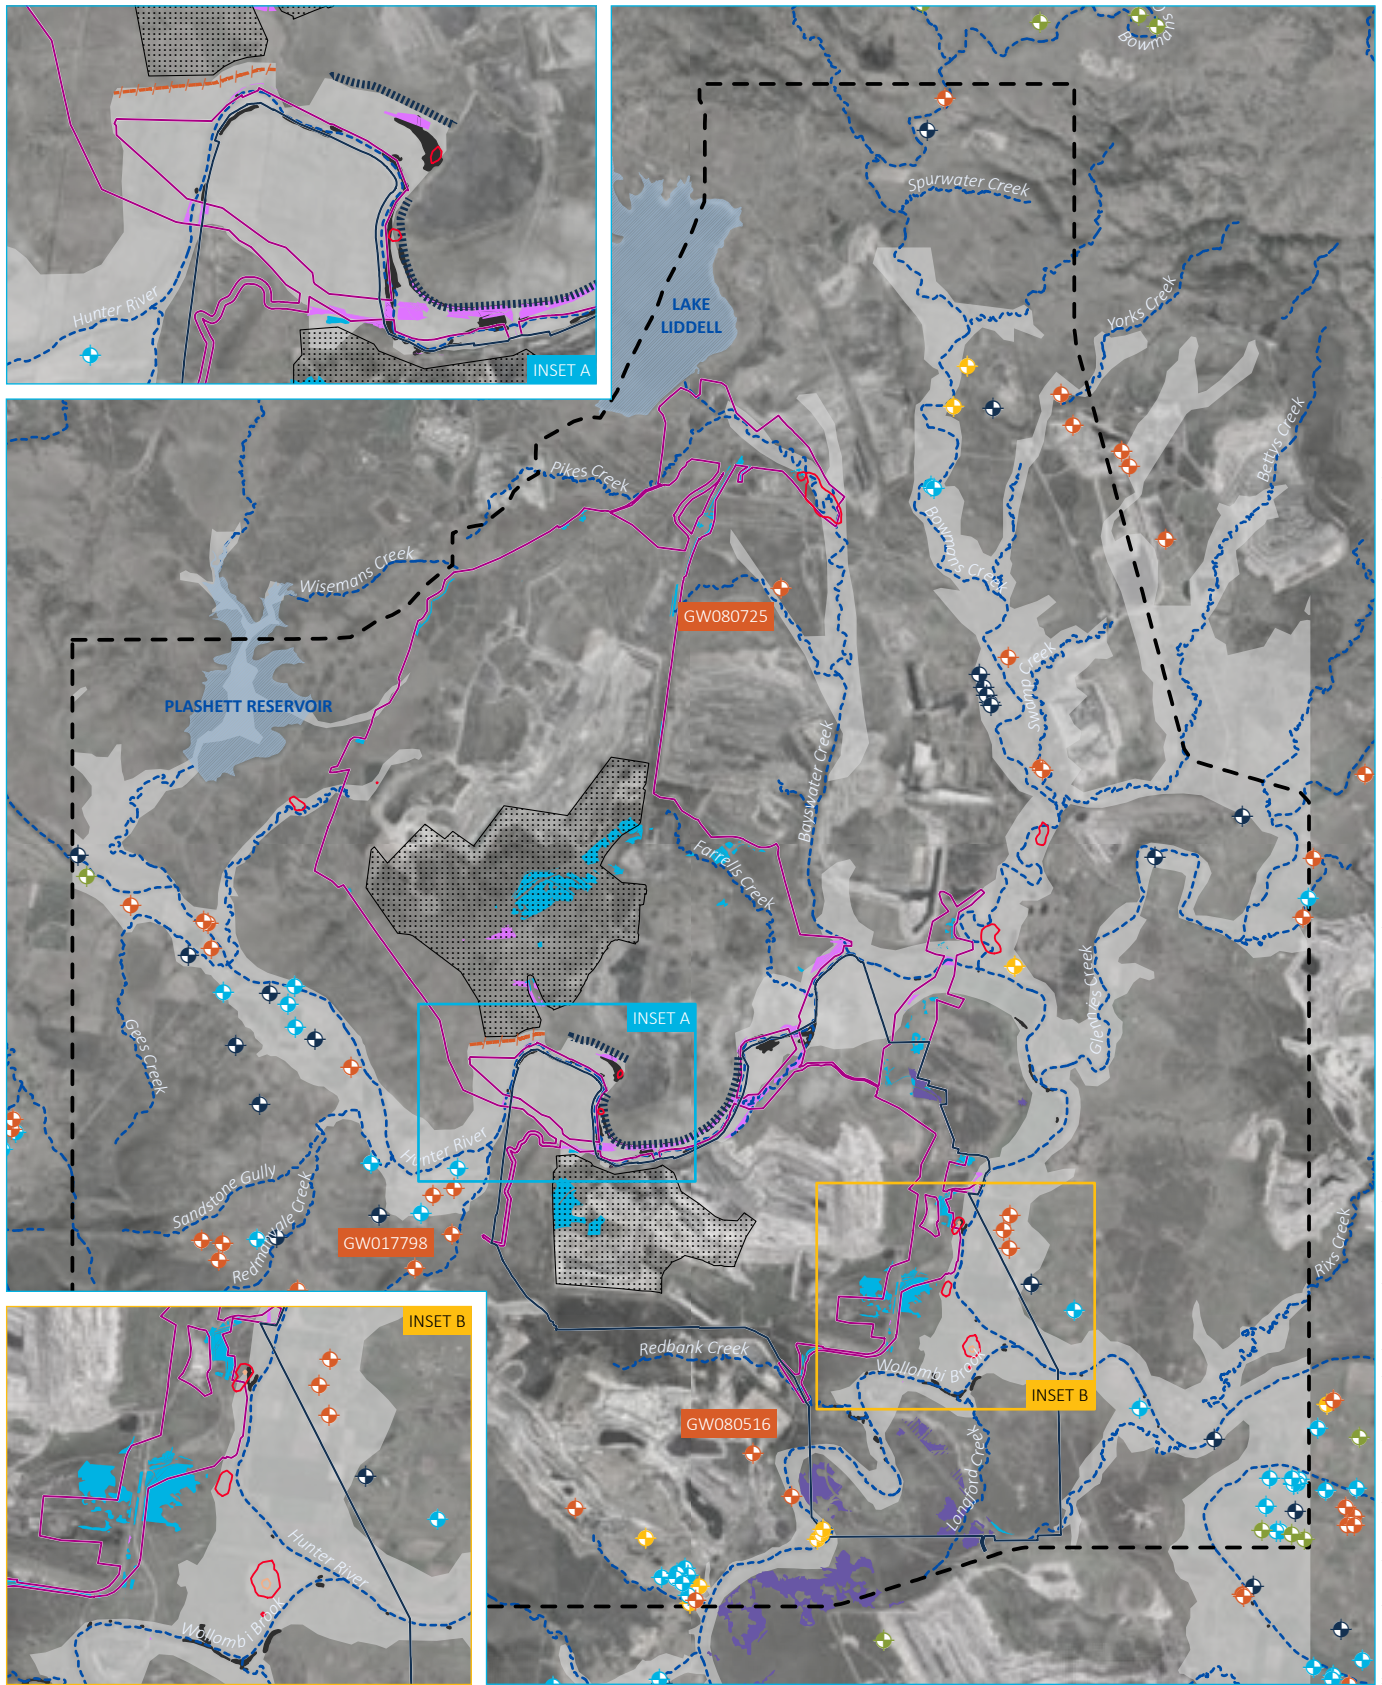 Bowmans C
Spurwater Creek
Hunter River
INSET A
LAKE
LIDDELL
Yorks Creek
Bettys Creek
Pikes Creek
Wisemans Creek
Bowmans Creek
GW080725
Swamp Creek
PLASHETT RESERVOIR
Bayswater Creek
Farrells Creek
Glennies Creek
INSET A
Gees Creek
Hunter River
Sandstone Gully
Redmanvale Creek
GW017798
Rixs Creek
INSET B
Redbank Creek
Wollombi Brook
INSET B
GW080516
Longford Creek
Hunter River
Wollombi Brook